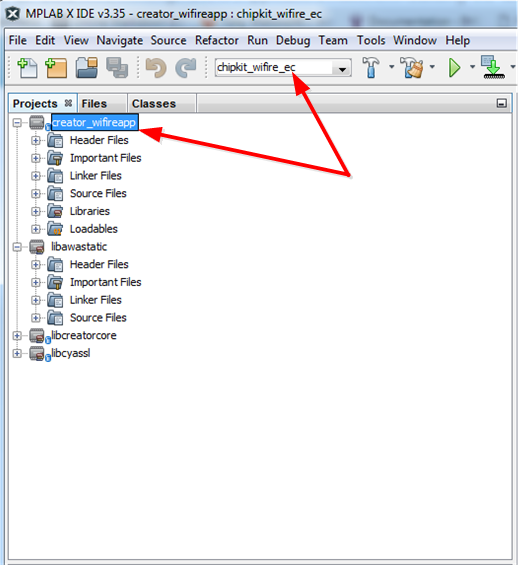 MPLAB X IDE v3.35 - creator_wifireapp : chipkit_wifire_ec
File Edit View Navigate Source Refactor Run Debug Team Tools Window Help
chipkit_wifire_ec
Projects Files Classes
creator_wifireapp
Header Files
Important Files
Linker Files
Source Files
Libraries
Loadables
libawastatic
Header Files
Important Files
Linker Files
Source Files
libcreatorcore
libcyassl